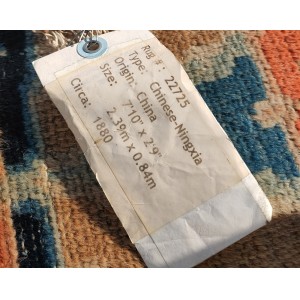 Rug #: 22725
Type: Chinese-Ningxia
Origin: China
Size: 7'10" x 2'9"
2.39m x 0.84m
Circa: 1880